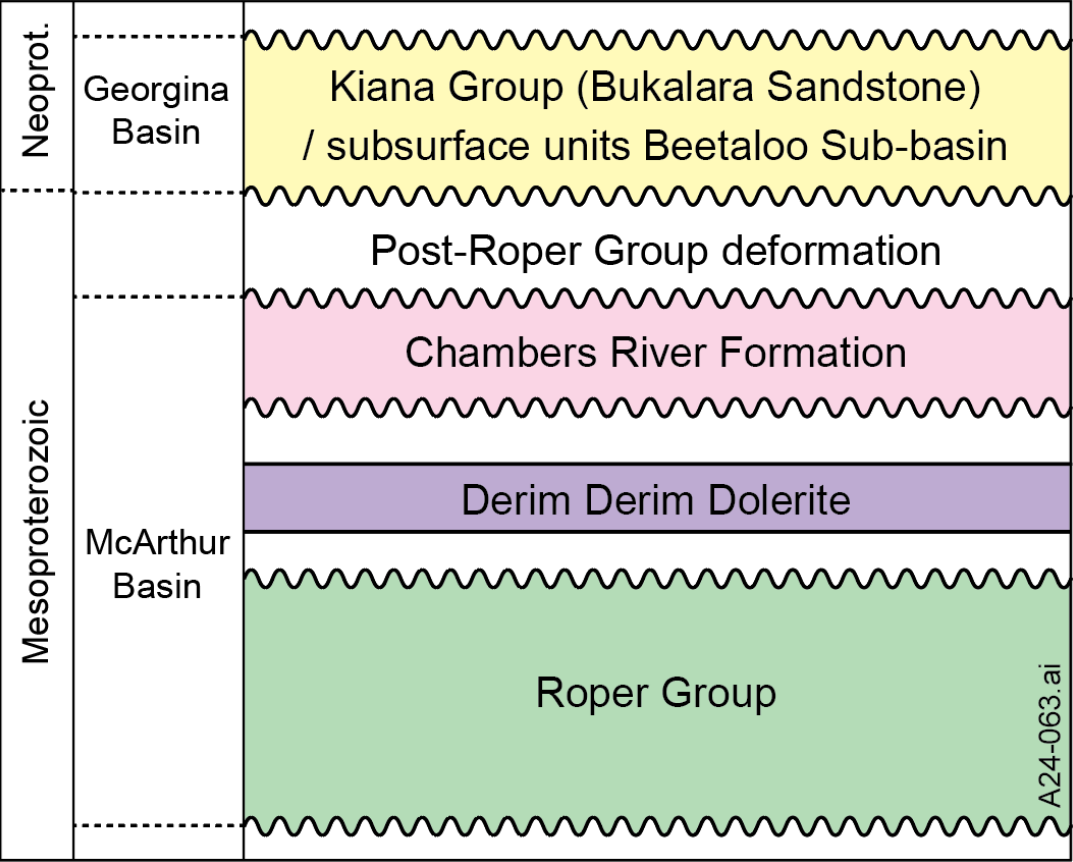 Neoprot.
Georgina
Basin
Kiana Group (Bukalara Sandstone)
/ subsurface units Beetaloo Sub-basin
Post-Roper Group deformation
Mesoproterozoic
McArthur
Basin
Chambers River Formation
Derim Derim Dolerite
Roper Group
A24-063.ai